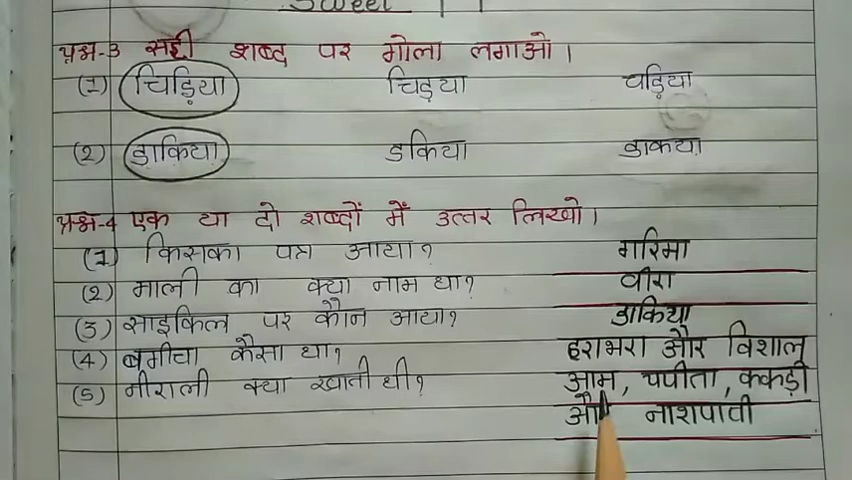 प्रश्न-3 सही शब्द पर गोला लगाओ।
(1) चिड़िया चिड़या चड़िया
(२) डाकिया डकिया डाकया
प्रश्न-4 एक या दो शब्दों में उत्तर लिखो।
(1) किसका पत्र आया? गरिमा
(2) माली का क्या नाम था? वीरा
(3) साइकिल पर कौन आया? डाकिया
(4) बगीचा कैसा था? हराभरा और विशाल
(5) नीराली क्या खाती थी? आम, पपीता, ककड़ी
और नाशपाती